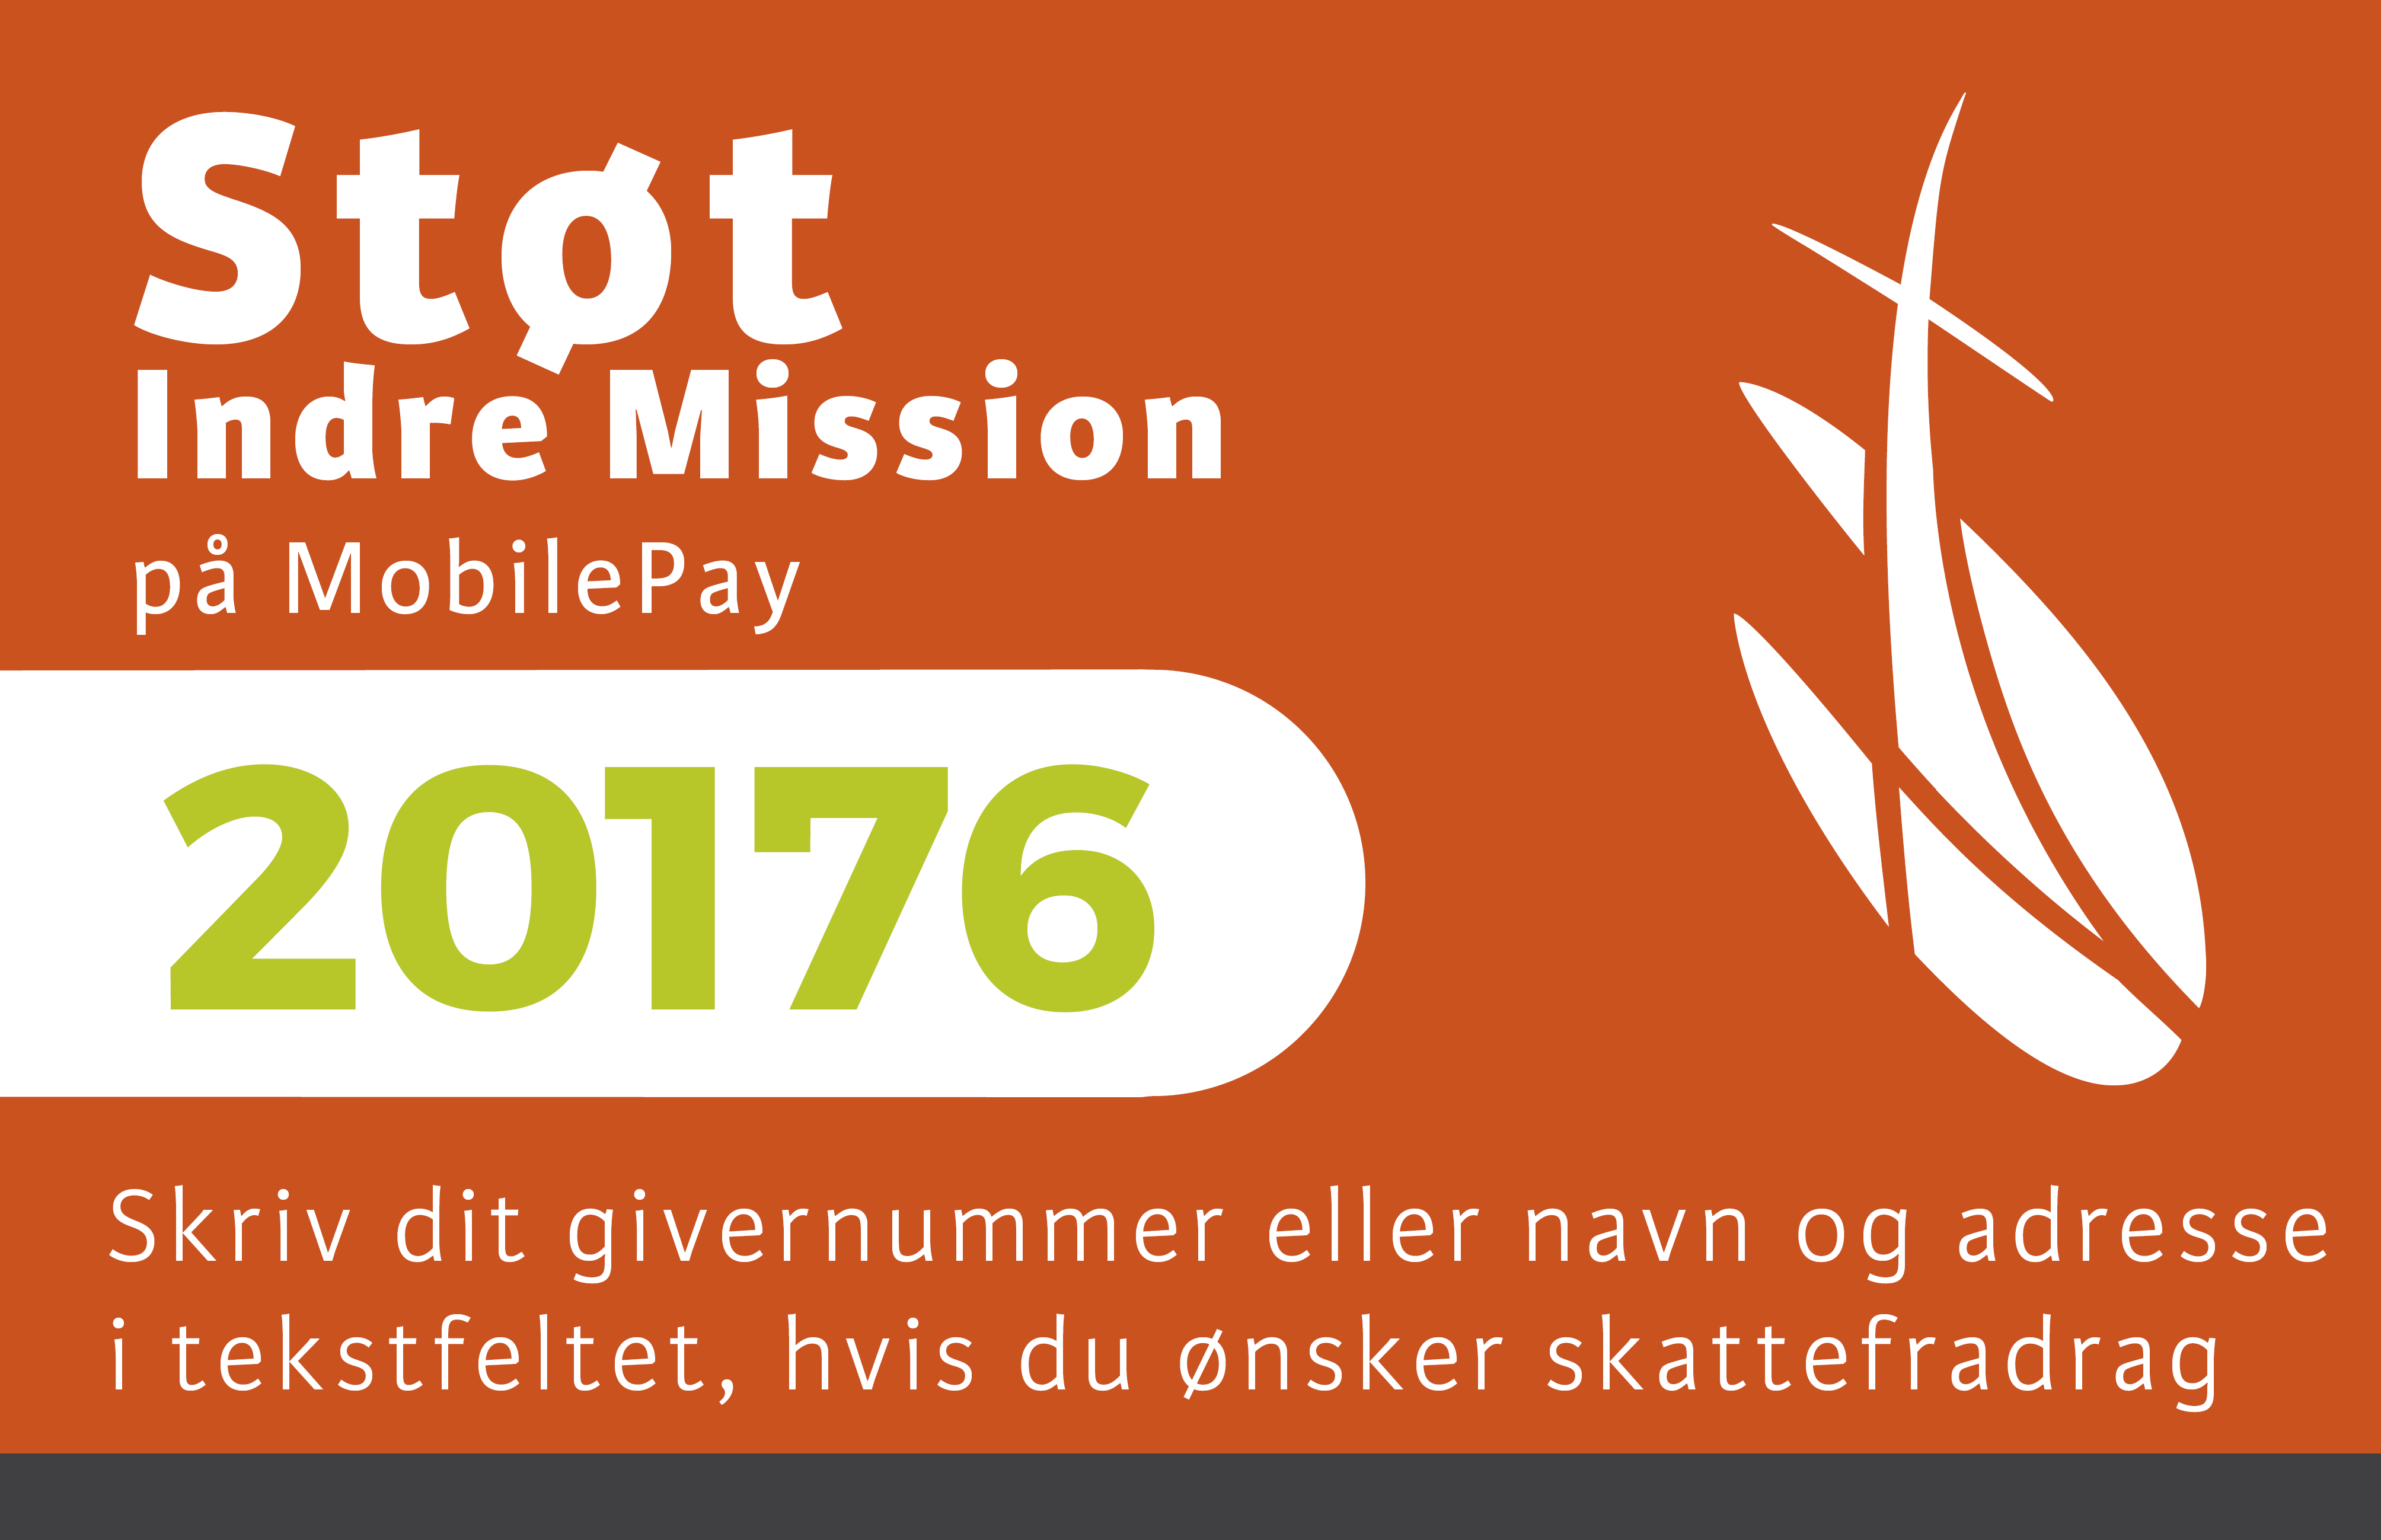 Støt
Indre Mission
på MobilePay
20176
Skriv dit givernummer eller navn og adresse
i tekstfeltet, hvis du ønsker skattefradrag